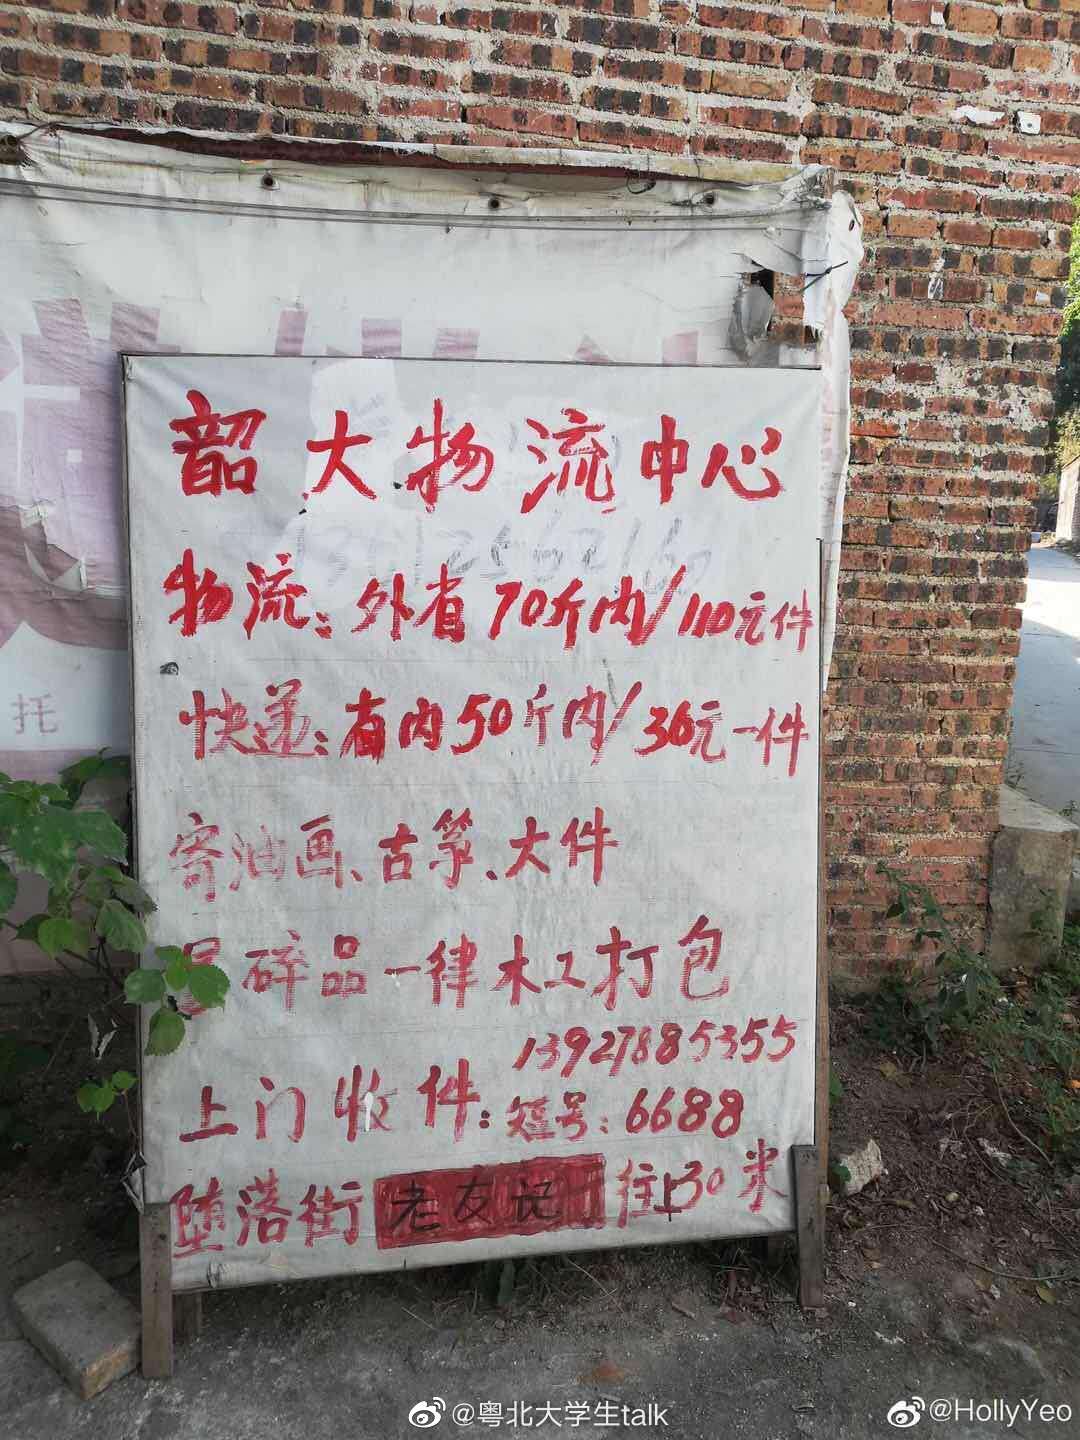 韶大物流中心
物流:外省70斤内/110元件
快递:省内50斤内/30元一件
寄油画、古筝、大件
易碎品一律木工打包
13927885355
上门收件:短号:6688
堕落街老友记往上30米
托
@粤北大学生talk
@HollyYeo